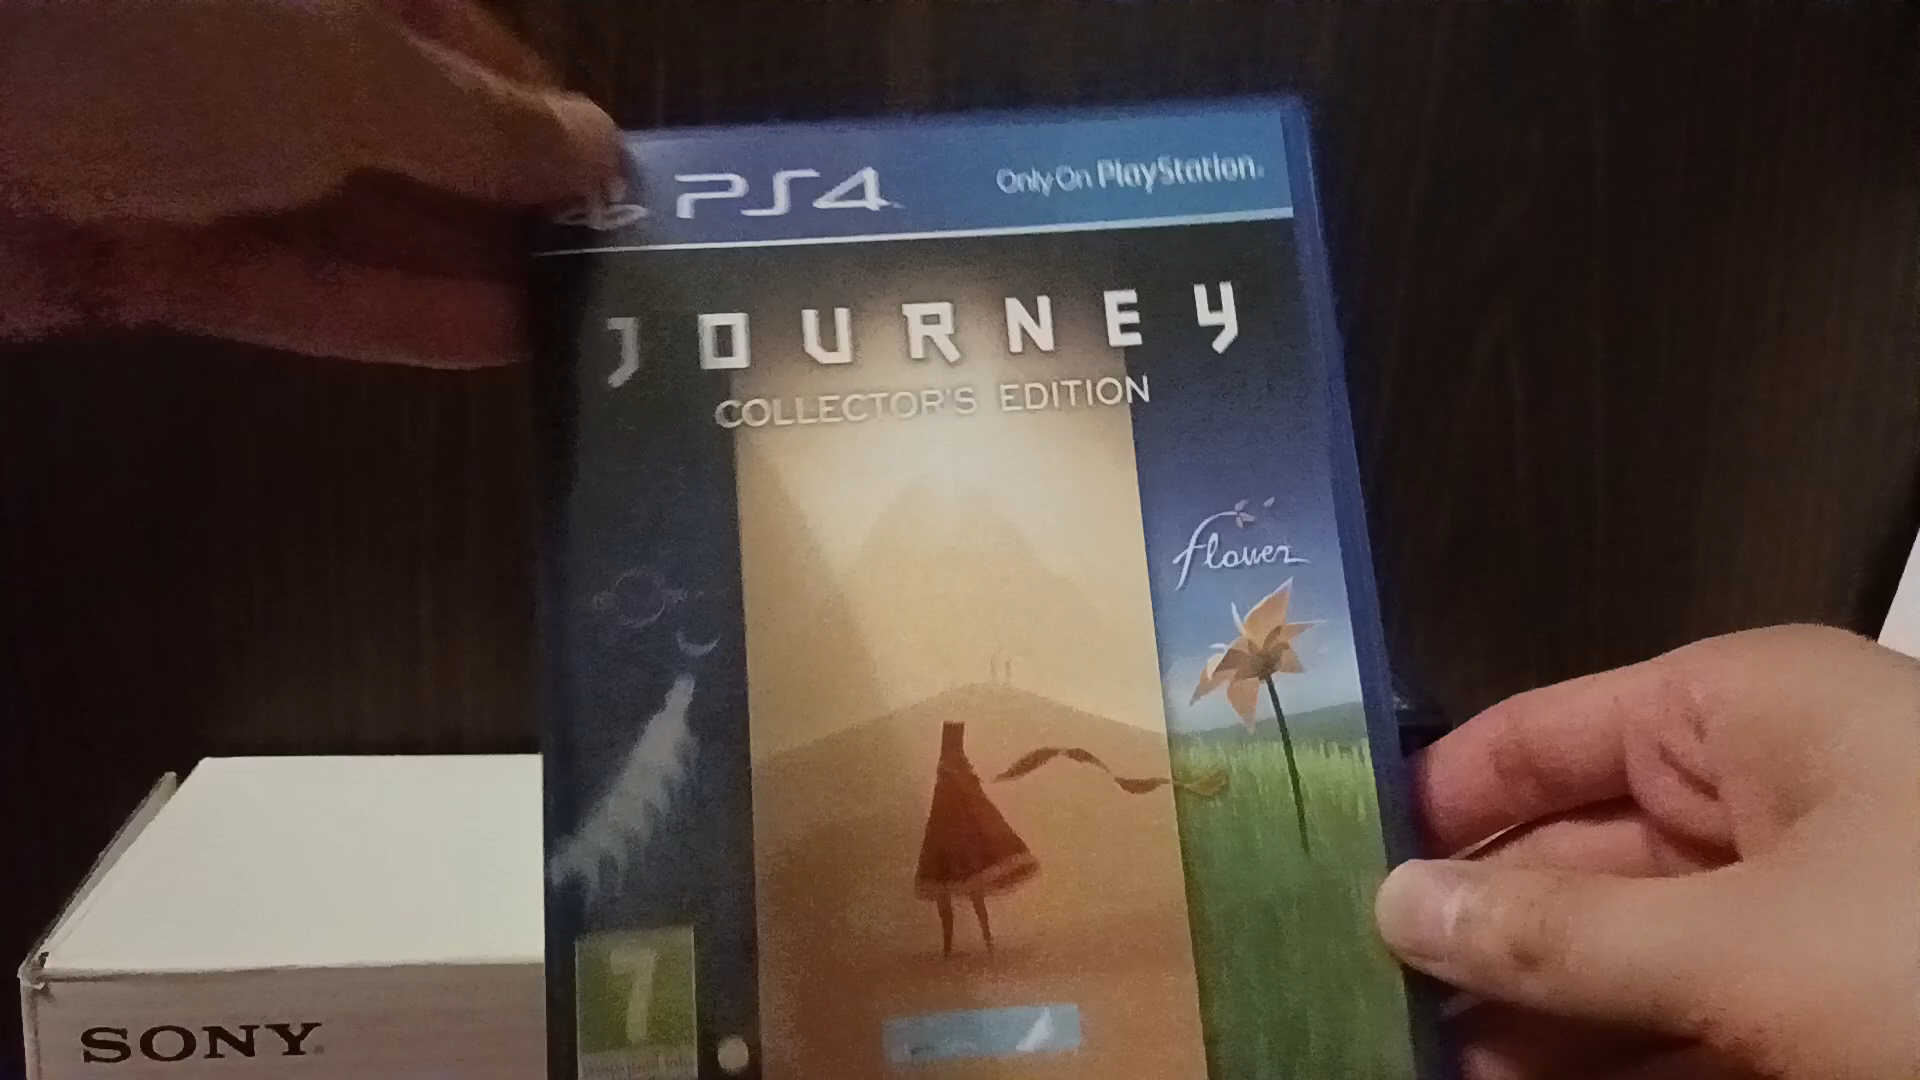 PS4
Only On PlayStation
JOURNEY
COLLECTOR'S EDITION
flower
7
SONY